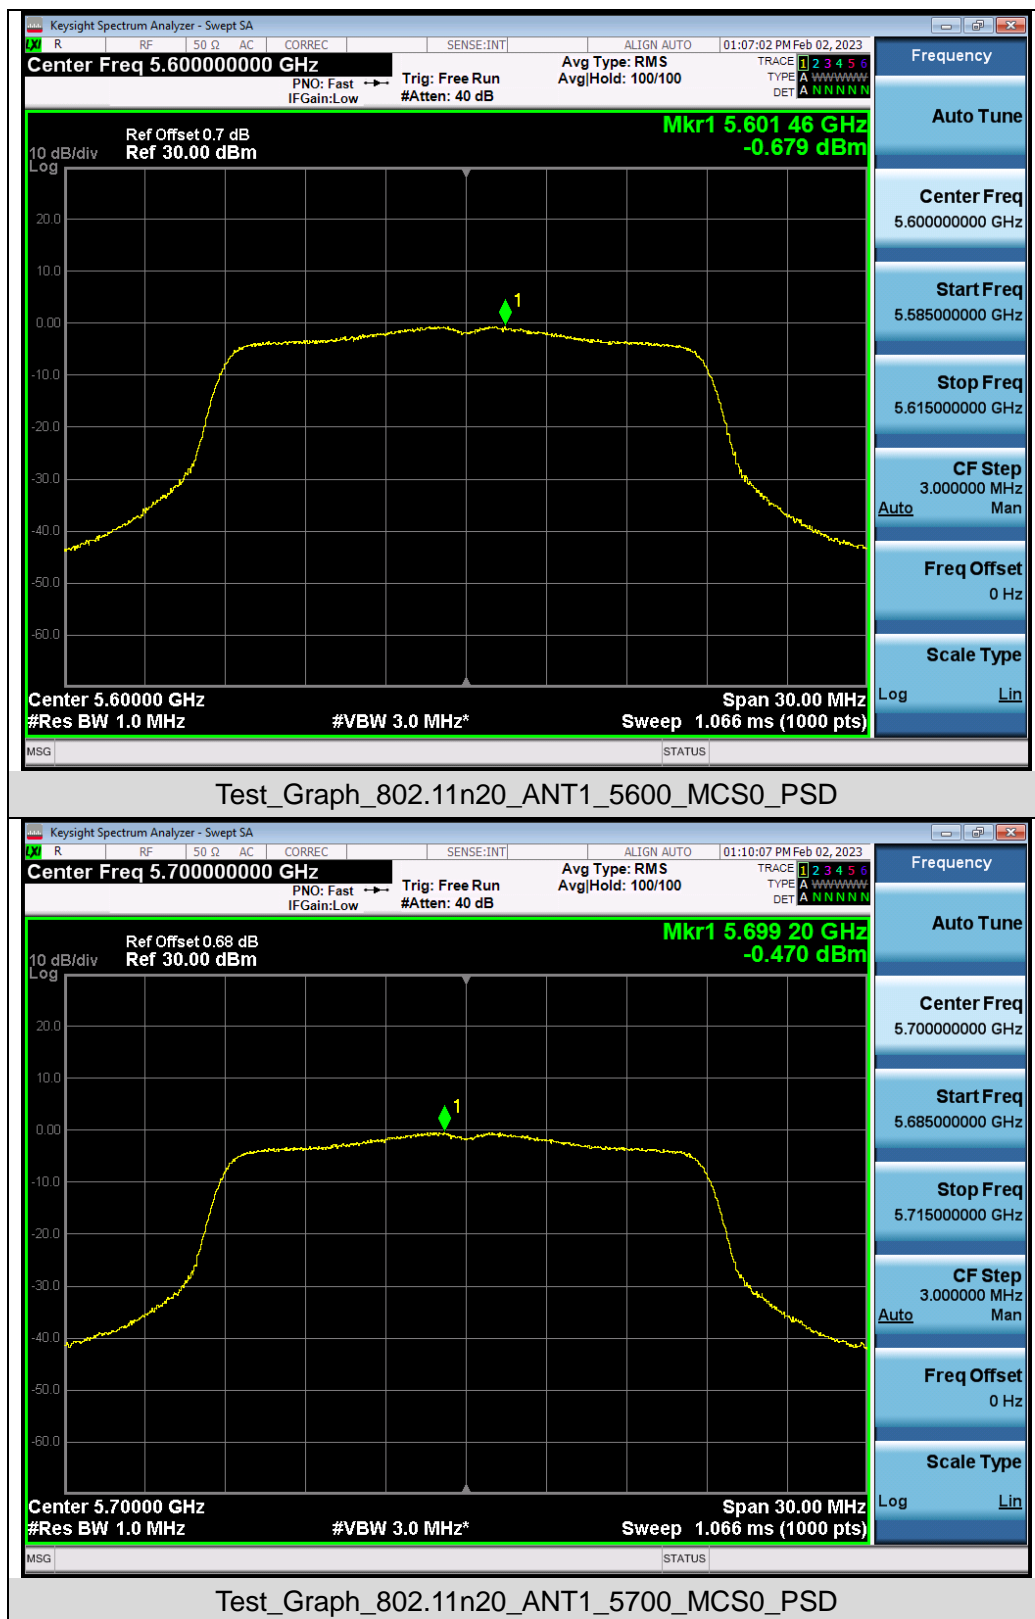 Keysight Spectrum Analyzer - Swept SA
LXI R RF 50 Ω AC CORREC SENSE:INT ALIGN AUTO 01:07:02 PM Feb 02, 2023
Center Freq 5.600000000 GHz
PNO: Fast
IFGain:Low
Trig: Free Run
#Atten: 40 dB
Avg Type: RMS
Avg|Hold: 100/100
TRACE 1 2 3 4 5 6
TYPE A WWWWW
DET A N N N N N
Frequency
Mkr1 5.601 46 GHz
-0.679 dBm
Ref Offset 0.7 dB
10 dB/div Ref 30.00 dBm
Log
20.0
10.0
0.00
-10.0
-20.0
-30.0
-40.0
-50.0
-60.0
1
Center 5.60000 GHz Span 30.00 MHz
#Res BW 1.0 MHz #VBW 3.0 MHz* Sweep 1.066 ms (1000 pts)
MSG STATUS
Auto Tune
Center Freq
5.600000000 GHz
Start Freq
5.585000000 GHz
Stop Freq
5.615000000 GHz
CF Step
3.000000 MHz
Auto Man
Freq Offset
0 Hz
Scale Type
Log Lin
Test_Graph_802.11n20_ANT1_5600_MCS0_PSD
Keysight Spectrum Analyzer - Swept SA
LXI R RF 50 Ω AC CORREC SENSE:INT ALIGN AUTO 01:10:07 PM Feb 02, 2023
Center Freq 5.700000000 GHz
PNO: Fast
IFGain:Low
Trig: Free Run
#Atten: 40 dB
Avg Type: RMS
Avg|Hold: 100/100
TRACE 1 2 3 4 5 6
TYPE A WWWWW
DET A N N N N N
Frequency
Mkr1 5.699 20 GHz
-0.470 dBm
Ref Offset 0.68 dB
10 dB/div Ref 30.00 dBm
Log
20.0
10.0
0.00
-10.0
-20.0
-30.0
-40.0
-50.0
-60.0
1
Center 5.70000 GHz Span 30.00 MHz
#Res BW 1.0 MHz #VBW 3.0 MHz* Sweep 1.066 ms (1000 pts)
MSG STATUS
Auto Tune
Center Freq
5.700000000 GHz
Start Freq
5.685000000 GHz
Stop Freq
5.715000000 GHz
CF Step
3.000000 MHz
Auto Man
Freq Offset
0 Hz
Scale Type
Log Lin
Test_Graph_802.11n20_ANT1_5700_MCS0_PSD